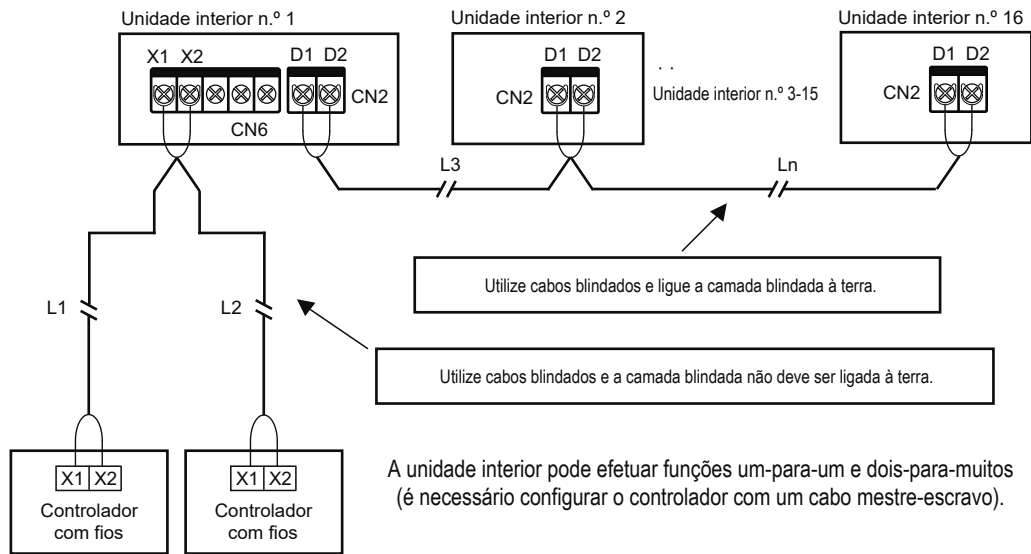 Unidade interior n.º 1
Unidade interior n.º 2
Unidade interior n.º 16
X1 X2
D1 D2
CN2
CN6
D1 D2
CN2
. .
Unidade interior n.º 3-15
D1 D2
CN2
L3
Ln
Utilize cabos blindados e ligue a camada blindada à terra.
L1
L2
Utilize cabos blindados e a camada blindada não deve ser ligada à terra.
X1 X2
Controlador
com fios
X1 X2
Controlador
com fios
A unidade interior pode efetuar funções um-para-um e dois-para-muitos
(é necessário configurar o controlador com um cabo mestre-escravo).